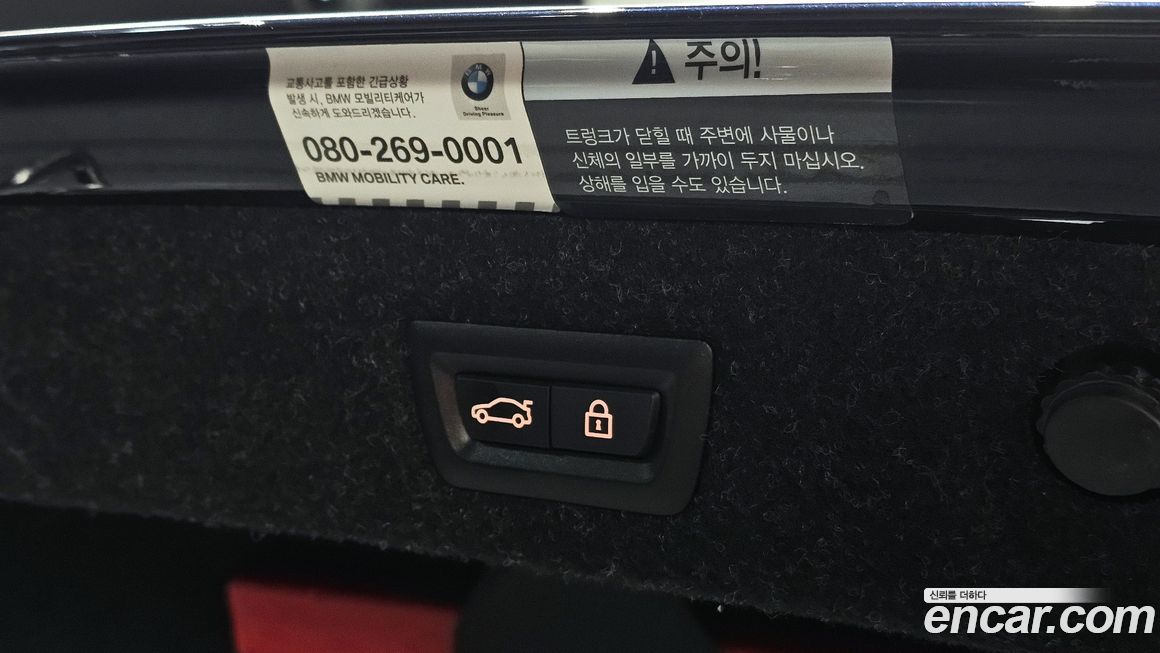 교통사고를 포함한 긴급상황
발생 시, BMW 모빌리티케어가
신속하게 도와드리겠습니다.
080-269-0001
BMW MOBILITY CARE.
BMW
Sheer
Driving Pleasure
주의!
트렁크가 닫힐 때 주변에 사물이나
신체의 일부를 가까이 두지 마십시오.
상해를 입을 수도 있습니다.
신뢰를 더하다
encar.com